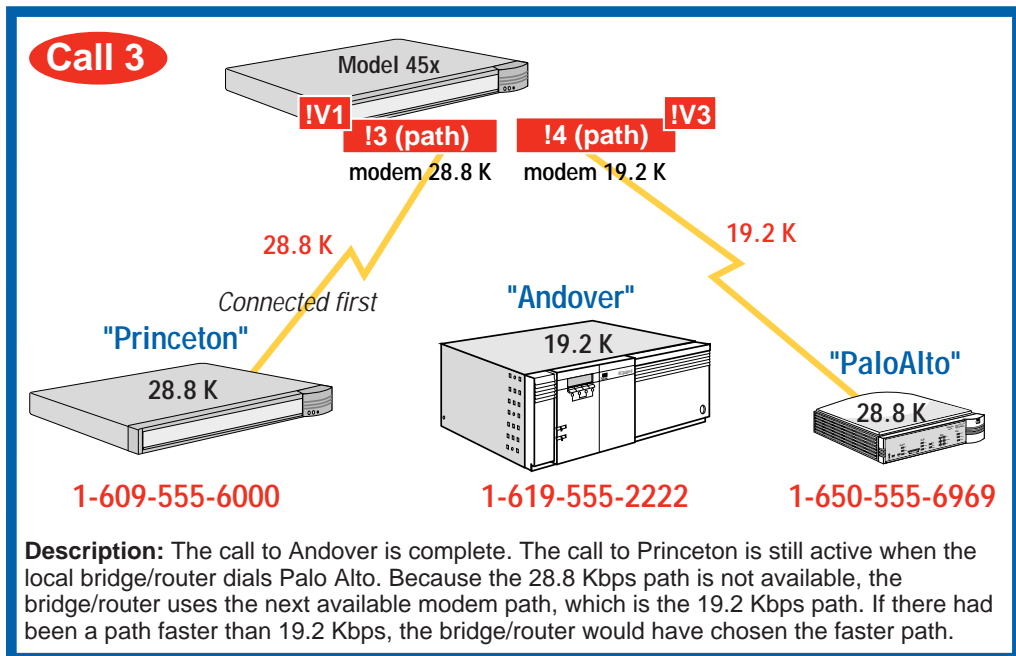 Call 3
Model 45x
!V1
!V3
!3 (path)
!4 (path)
modem 28.8 K
modem 19.2 K
28.8 K
19.2 K
Connected first
"Andover"
"Princeton"
19.2 K
"PaloAlto"
28.8 K
28.8 K
1-609-555-6000
1-619-555-2222
1-650-555-6969
Description: The call to Andover is complete. The call to Princeton is still active when the
local bridge/router dials Palo Alto. Because the 28.8 Kbps path is not available, the
bridge/router uses the next available modem path, which is the 19.2 Kbps path. If there had
been a path faster than 19.2 Kbps, the bridge/router would have chosen the faster path.